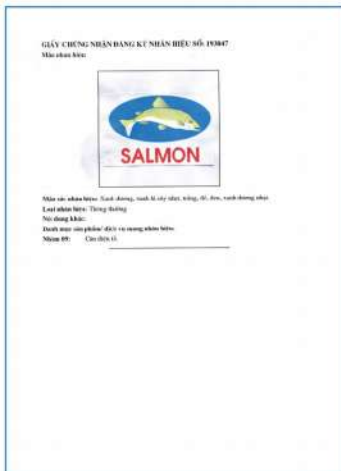 GIẤY CHỨNG NHẬN ĐĂNG KÝ NHÃN HIỆU SỐ: 193047
Mẫu nhãn hiệu:
SALMON
Màu sắc nhãn hiệu: Xanh dương, xanh lá cây nhạt, trắng, đỏ, đen, xanh dương nhạt.
Loại nhãn hiệu: Thông thường
Nội dung khác:
Danh mục sản phẩm/ dịch vụ mang nhãn hiệu:
Nhóm 09: Cân điện tử.